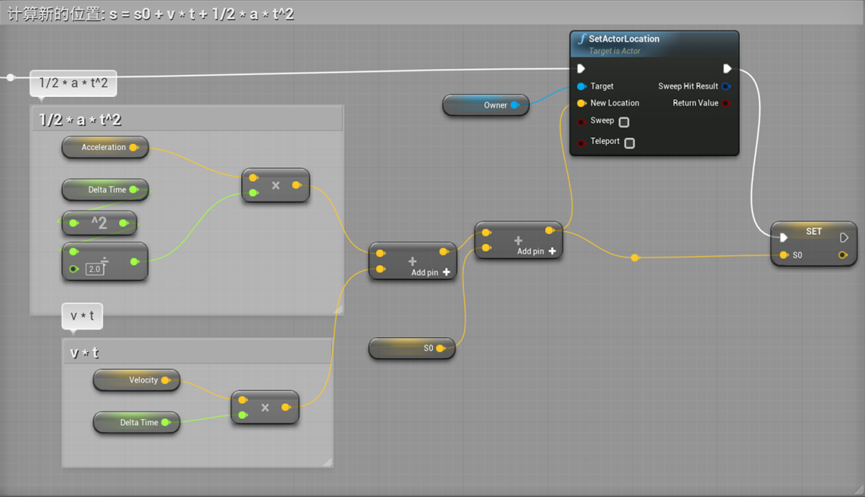 计算新的位置: s = s0 + v * t + 1/2 * a * t^2
SetActorLocation
Target is Actor
Target
Sweep Hit Result
New Location
Return Value
Sweep
Teleport
Owner
1/2 * a * t^2
1/2 * a * t^2
Acceleration
Delta Time
^2
÷
2.0
×
+
Add pin +
+
Add pin +
SET
S0
S0
v * t
v * t
Velocity
Delta Time
×